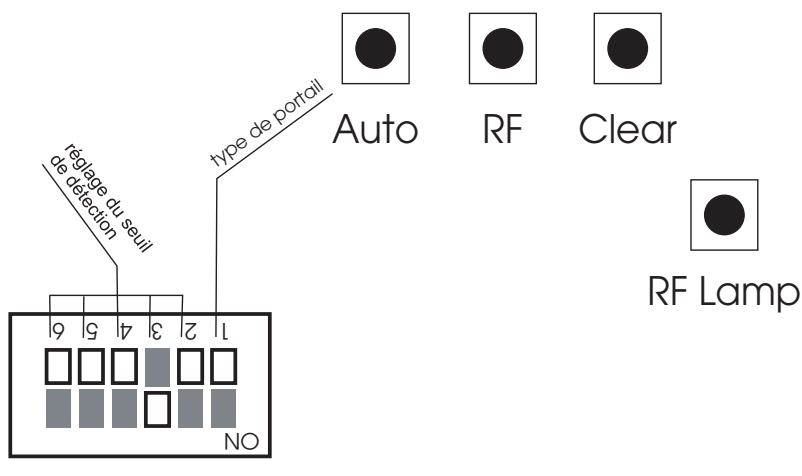 Auto RF Clear
type de portail
réglage du seuil
de détection
RF Lamp
6 5 4 3 2 1
ON